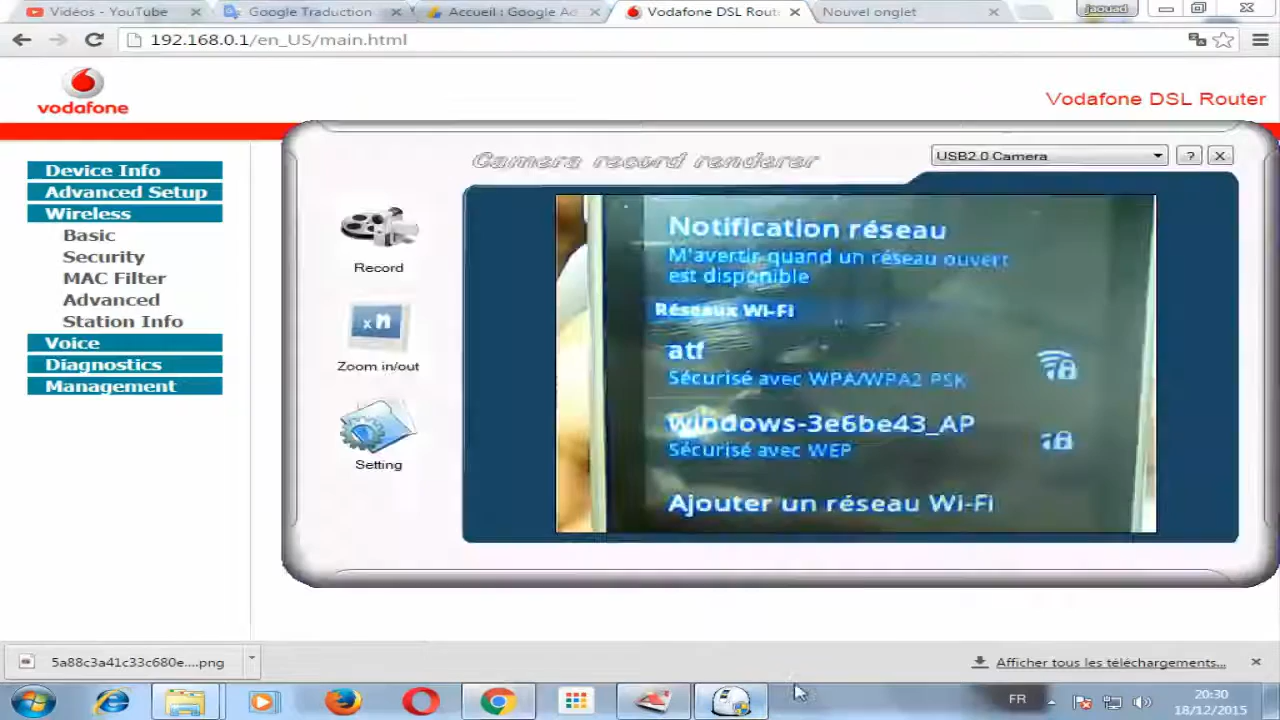 Vidéos - YouTube
Google Traduction
Accueil : Google Ad
Vodafone DSL Rout
Nouvel onglet
jaouad
192.168.0.1/en_US/main.html
vodafone
Vodafone DSL Router
Device Info
Advanced Setup
Wireless
Basic
Security
MAC Filter
Advanced
Station Info
Voice
Diagnostics
Management
Camera record renderer
USB2.0 Camera
?
Record
Zoom in/out
Setting
Notification réseau
M'avertir quand un réseau ouvert
est disponible
Réseaux Wi-Fi
atf
Sécurisé avec WPA/WPA2 PSK
windows-3e6be43_AP
Sécurisé avec WEP
Ajouter un réseau Wi-Fi
5a88c3a41c33c680e....png
Afficher tous les téléchargements...
FR
20:30
18/12/2015